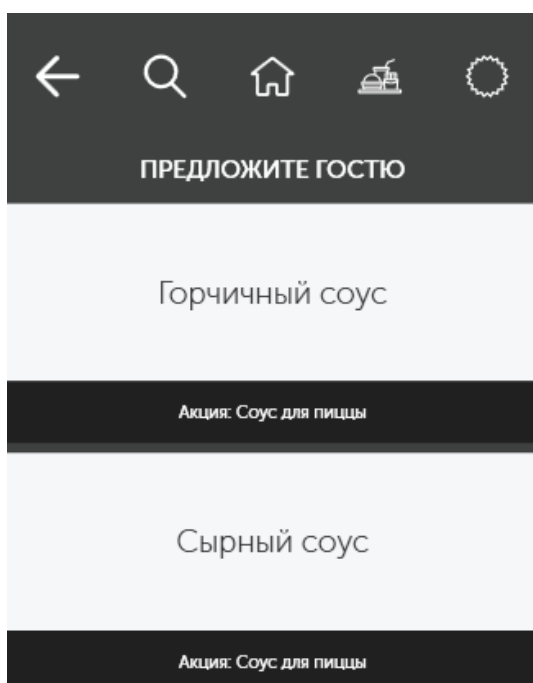 ПРЕДЛОЖИТЕ ГОСТЮ
Горчичный соус
Акция: Соус для пиццы
Сырный соус
Акция: Соус для пиццы